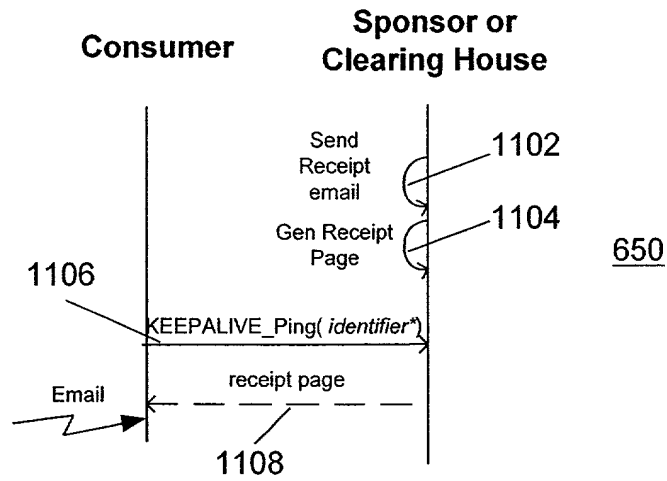 Consumer
Sponsor or
Clearing House
Send
Receipt
email
1102
Gen Receipt
Page
1104
650
1106
KEEPALIVE_Ping( identifier*)
receipt page
Email
1108